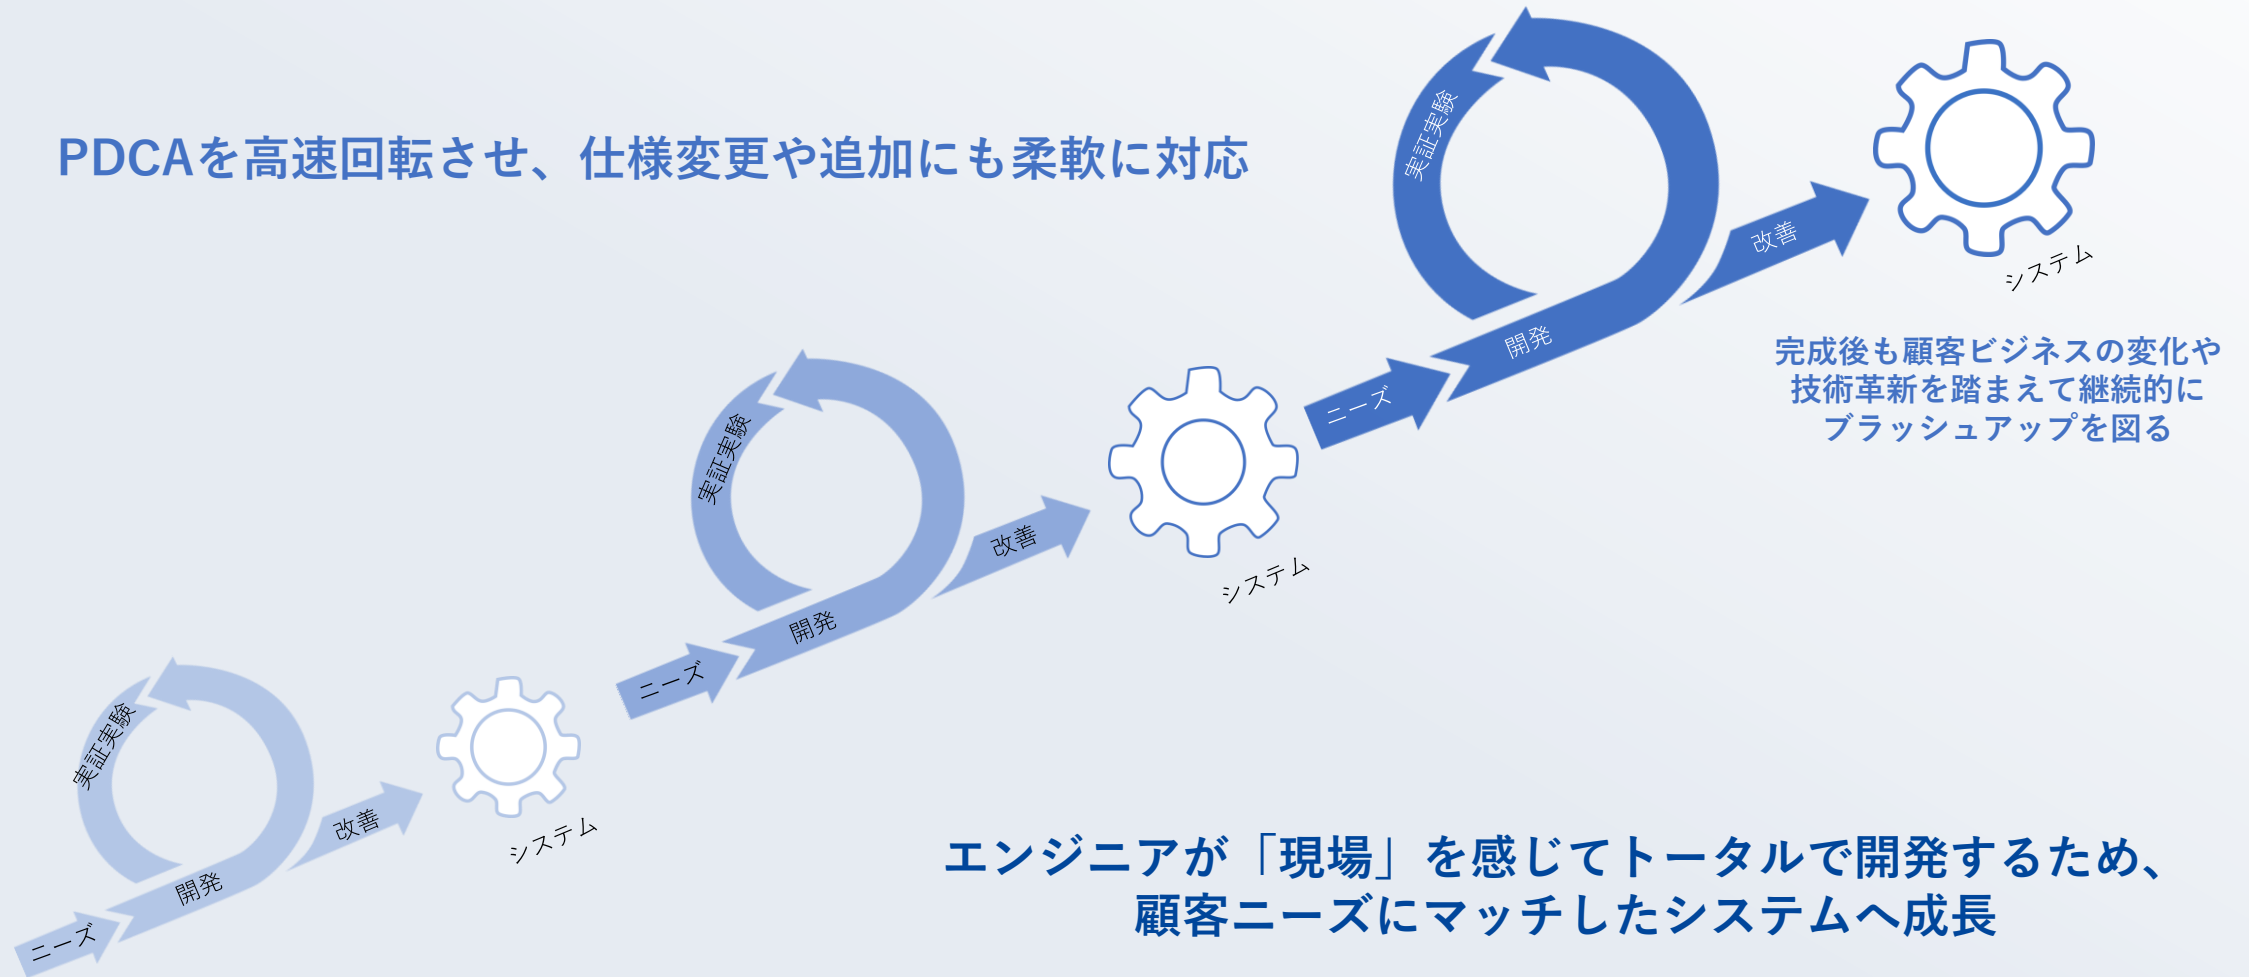 PDCAを高速回転させ、仕様変更や追加にも柔軟に対応
実証実験
開発
ニーズ
改善
システム
完成後も顧客ビジネスの変化や
技術革新を踏まえて継続的に
ブラッシュアップを図る
実証実験
開発
ニーズ
改善
システム
実証実験
開発
ニーズ
改善
システム
エンジニアが「現場」を感じてトータルで開発するため、
顧客ニーズにマッチしたシステムへ成長